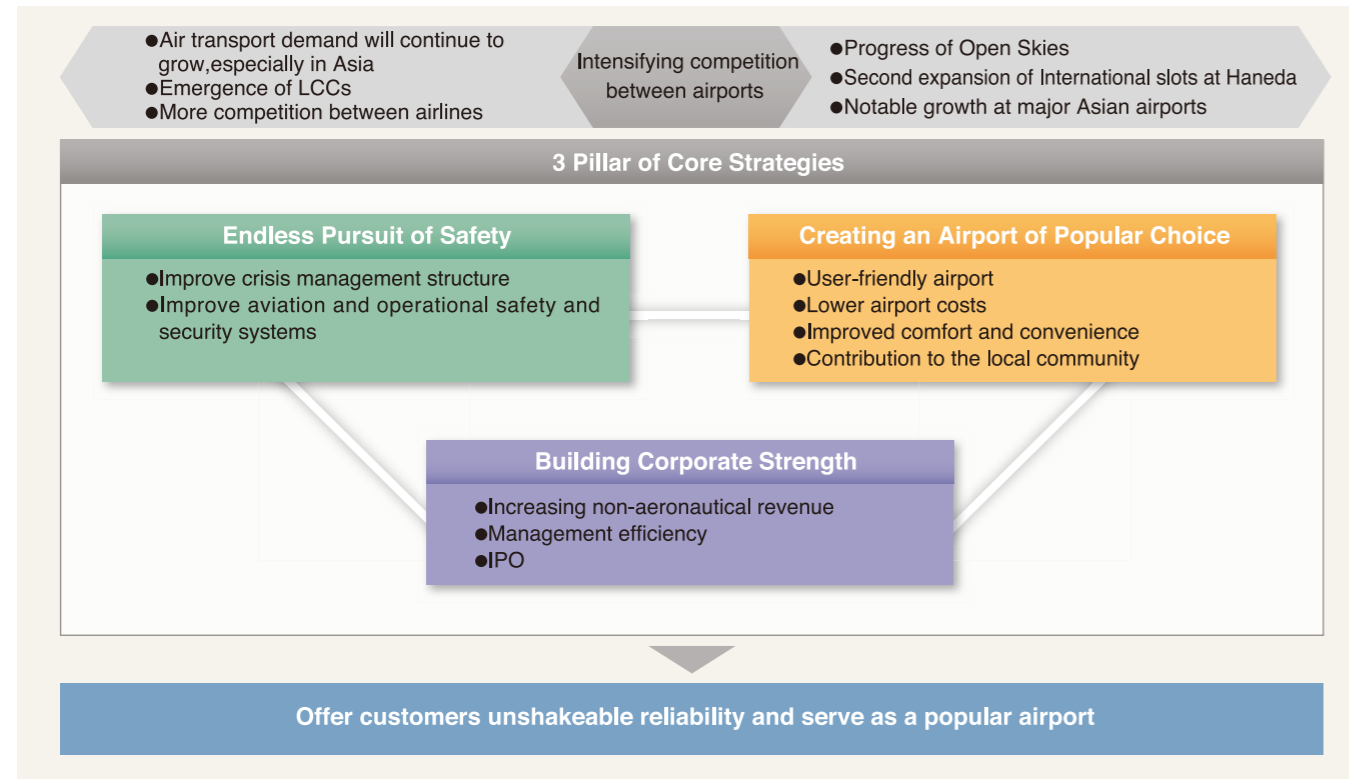 ●Air transport demand will continue to
grow,especially in Asia
●Emergence of LCCs
●More competition between airlines
Intensifying competition
between airports
●Progress of Open Skies
●Second expansion of International slots at Haneda
●Notable growth at major Asian airports
3 Pillar of Core Strategies
Endless Pursuit of Safety
●Improve crisis management structure
●Improve aviation and operational safety and
security systems
Creating an Airport of Popular Choice
●User-friendly airport
●Lower airport costs
●Improved comfort and convenience
●Contribution to the local community
Building Corporate Strength
●Increasing non-aeronautical revenue
●Management efficiency
●IPO
Offer customers unshakeable reliability and serve as a popular airport